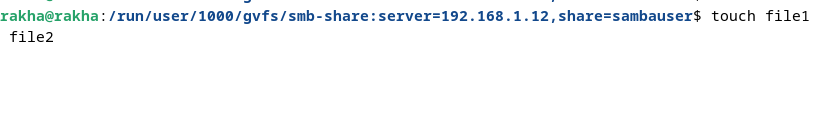 rakha@rakha:/run/user/1000/gvfs/smb-share:server=192.168.1.12,share=sambauser$ touch file1
file2